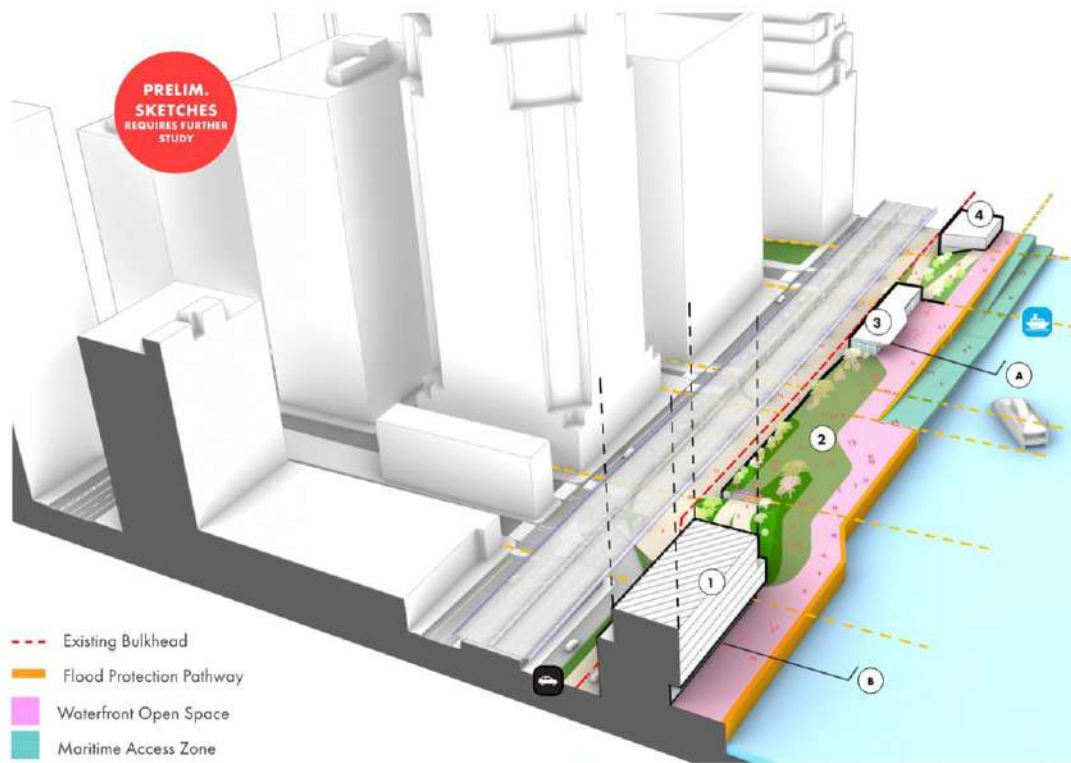 PRELIM.
SKETCHES
REQUIRES FURTHER
STUDY
4
3
A
2
1
B
Existing Bulkhead
Flood Protection Pathway
Waterfront Open Space
Maritime Access Zone